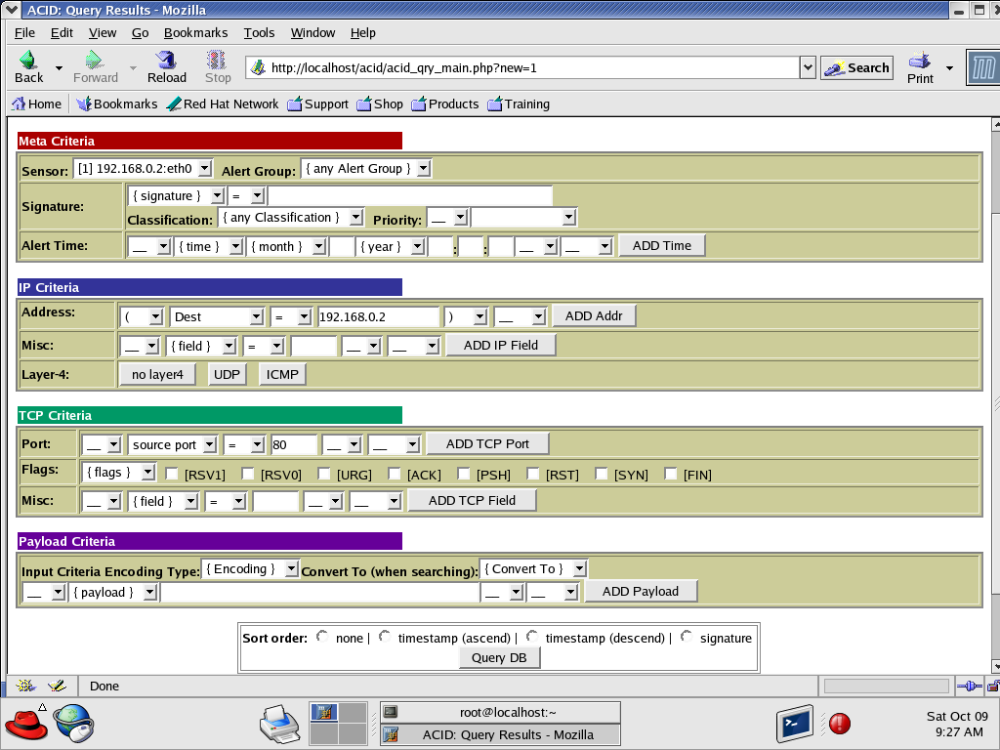 ACID: Query Results - Mozilla
File Edit View Go Bookmarks Tools Window Help
Back Forward Reload Stop http://localhost/acid/acid_qry_main.php?new=1 Search Print
Home Bookmarks Red Hat Network Support Shop Products Training
Meta Criteria
Sensor: [1] 192.168.0.2:eth0 Alert Group: { any Alert Group }
Signature: { signature } =
Classification: { any Classification } Priority: __
Alert Time: __ { time } { month } { year } : : __ __ ADD Time
IP Criteria
Address: ( Dest = 192.168.0.2 ) __ ADD Addr
Misc: __ { field } = __ __ ADD IP Field
Layer-4: no layer4 UDP ICMP
TCP Criteria
Port: __ source port = 80 __ __ ADD TCP Port
Flags: { flags } [RSV1] [RSV0] [URG] [ACK] [PSH] [RST] [SYN] [FIN]
Misc: __ { field } = __ __ ADD TCP Field
Payload Criteria
Input Criteria Encoding Type: { Encoding } Convert To (when searching): { Convert To }
__ { payload } __ __ ADD Payload
Sort order: none | timestamp (ascend) | timestamp (descend) | signature
Query DB
Done
root@localhost:~
ACID: Query Results - Mozilla
Sat Oct 09
9:27 AM